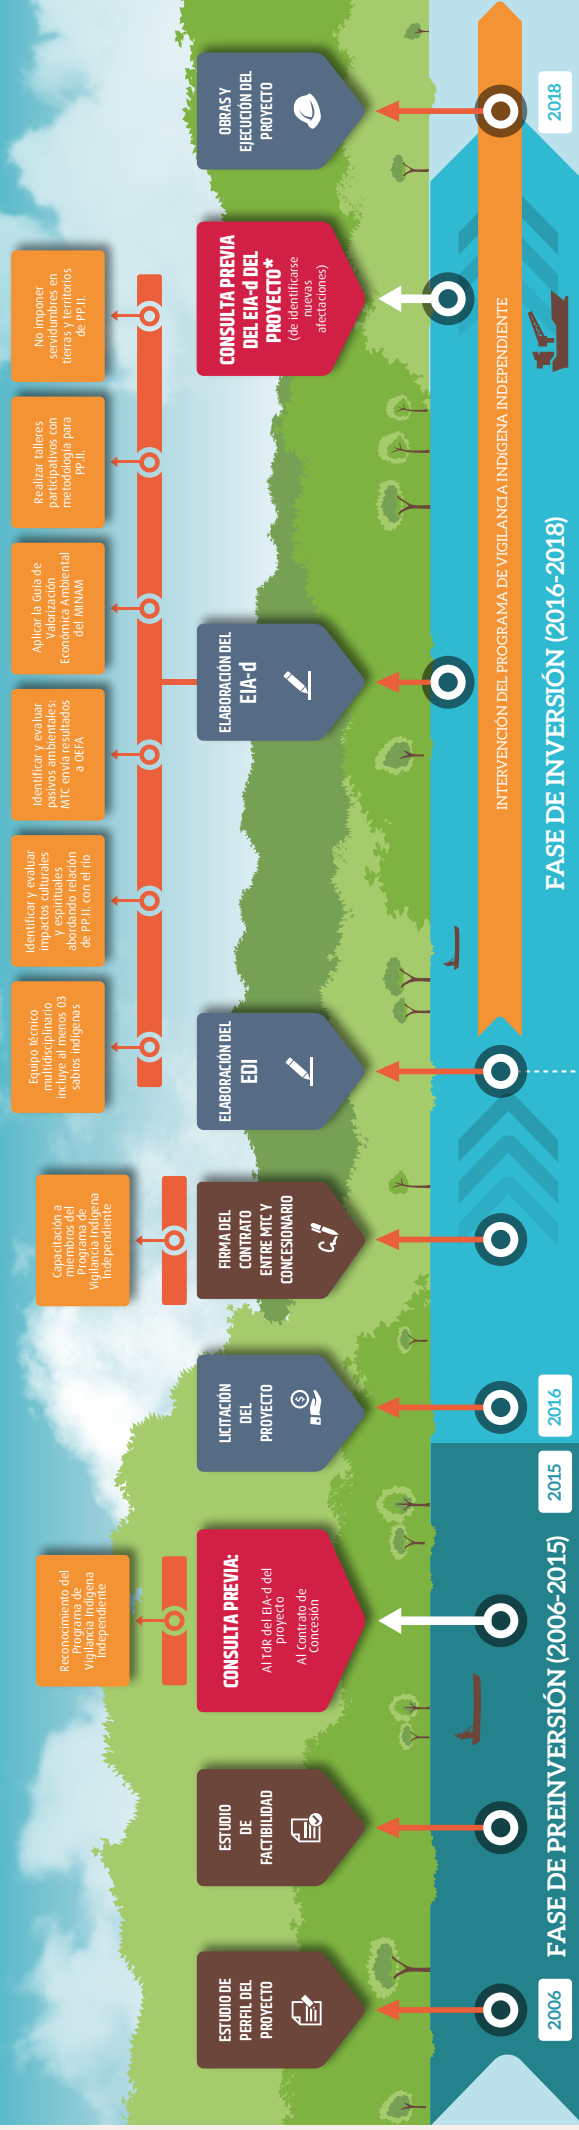 ESTUDIO DE
PERFIL DEL
PROYECTO
ESTUDIO
DE
FACTIBILIDAD
Reconocimiento del
Programa de
Vigilancia Indígena
Independiente
CONSULTA PREVIA:
Al TdR del EIA-d del
proyecto
Al Contrato de
Concesión
LICITACIÓN
DEL
PROYECTO
Capacitación a
miembros del
Programa de
Vigilancia Indígena
Independiente
FIRMA DEL
CONTRATO
ENTRE MTC Y
CONCESIONARIO
ELABORACIÓN DEL
EDI
Equipo técnico
multidisciplinario
incluye al menos 03
sabios indígenas
Identificar y evaluar
impactos culturales
y espirituales
abordando relación
de PP.II. con el río
Identificar y evaluar
pasivos ambientales:
MTC envía resultados
a OEFA
Aplicar la Guía de
Valorización
Económica Ambiental
del MINAM
Realizar talleres
participativos con
metodología para
PP.II.
No imponer
servidumbres en
tierras y territorios
de PP.II.
ELABORACIÓN DEL
EIA-d
CONSULTA PREVIA
DEL EIA-d DEL
PROYECTO*
(de identificarse
nuevas
afectaciones)
OBRAS Y
EJECUCIÓN DEL
PROYECTO
INTERVENCIÓN DEL PROGRAMA DE VIGILANCIA INDÍGENA INDEPENDIENTE
2006
FASE DE PREINVERSIÓN (2006-2015)
2015
2016
FASE DE INVERSIÓN (2016-2018)
2018